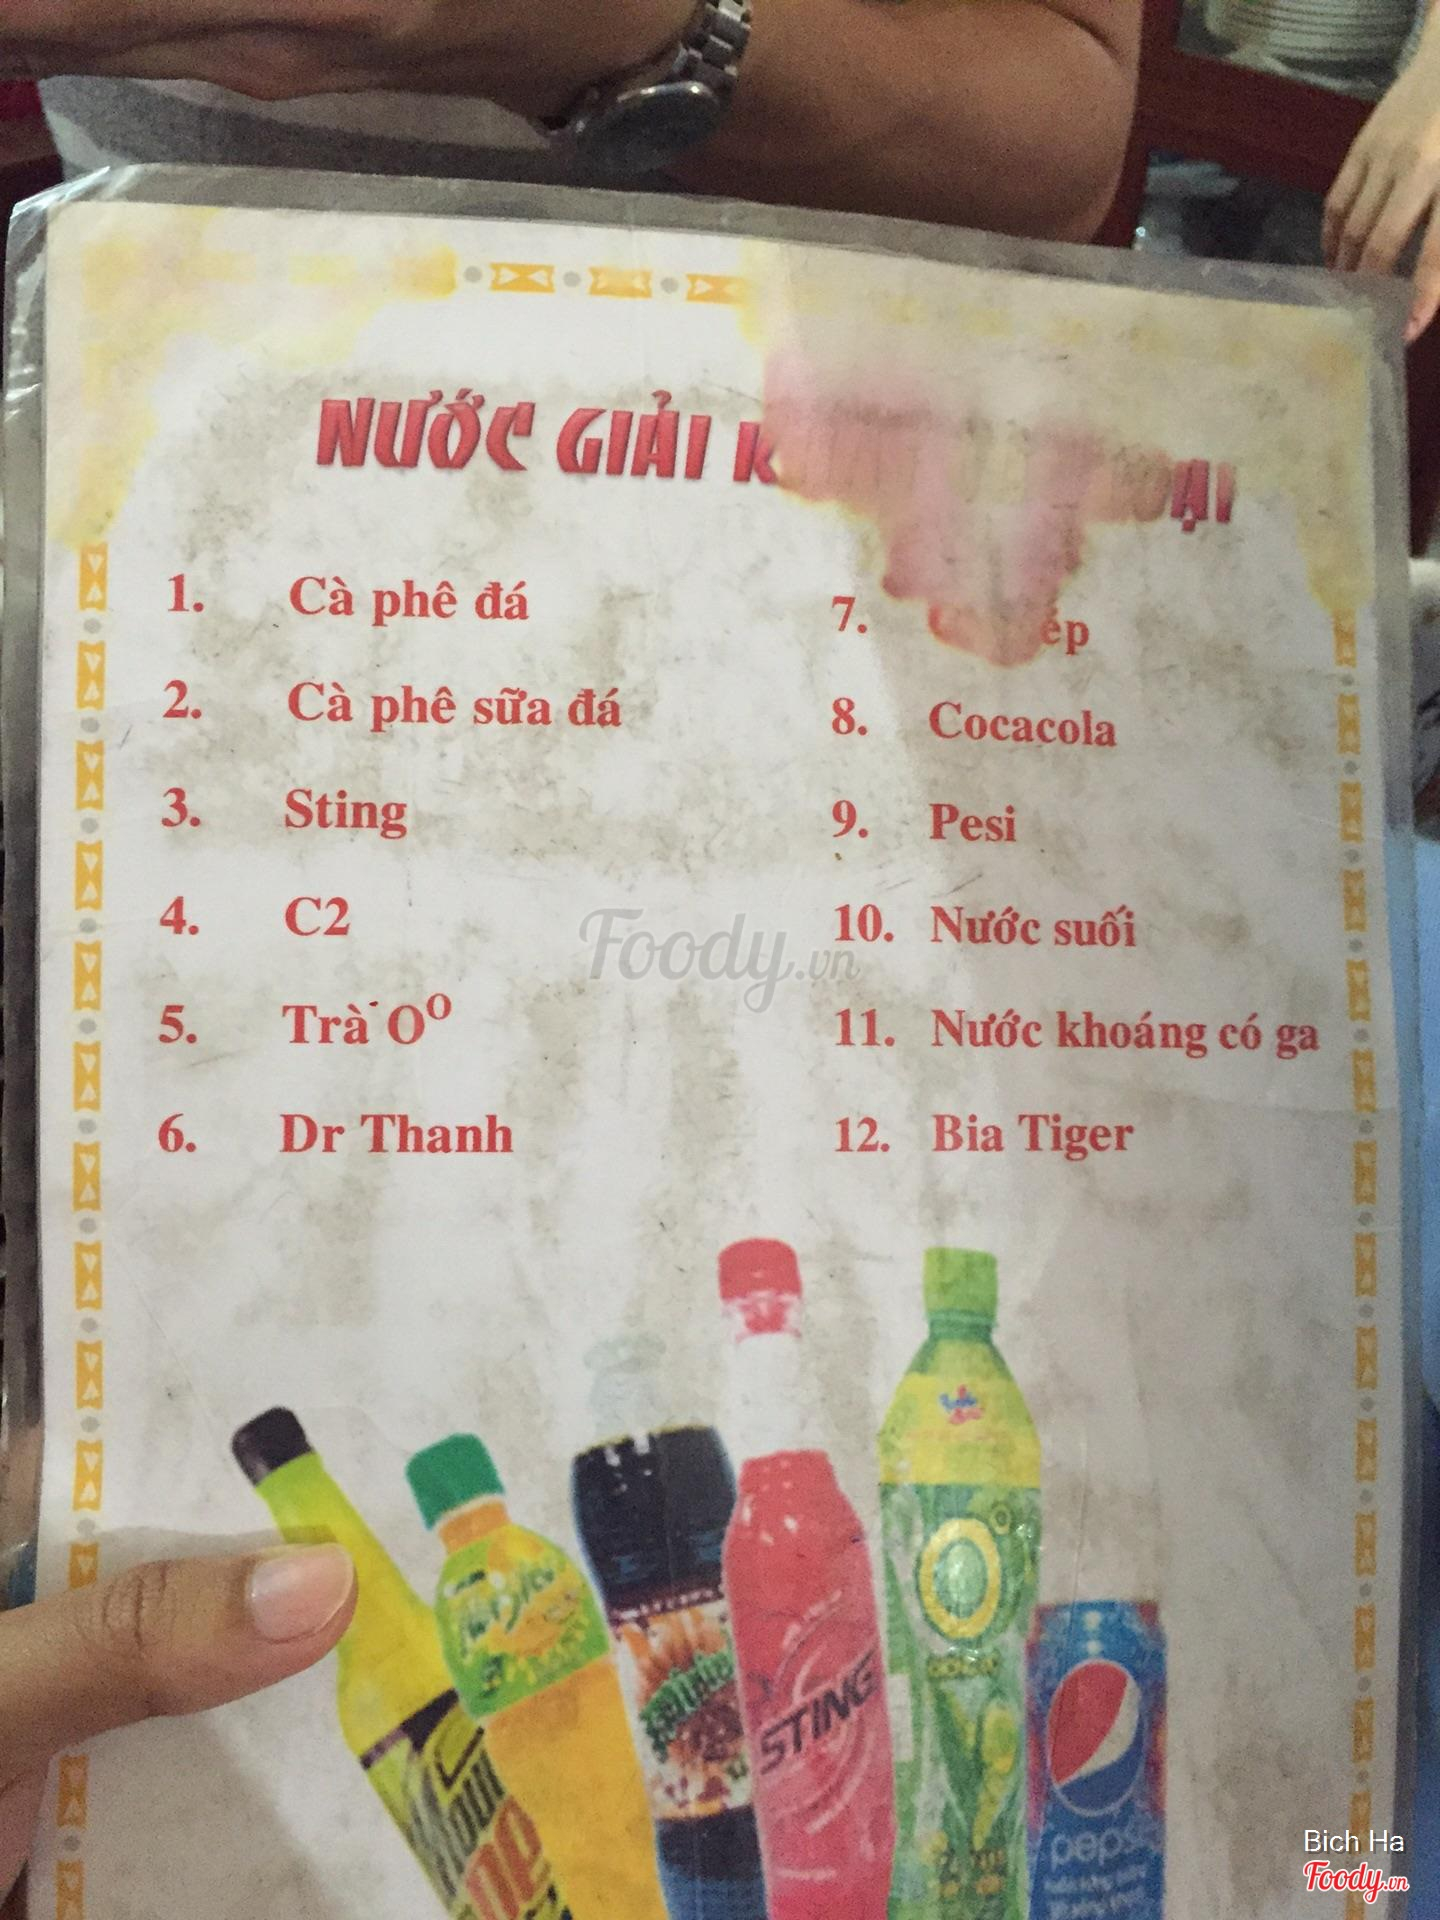 NƯỚC GIẢI
1. Cà phê đá
2. Cà phê sữa đá
3. Sting
4. C2
5. Trà O⁰
6. Dr Thanh
7.
8. Cocacola
9. Pesi
10. Nước suối
11. Nước khoáng có ga
12. Bia Tiger
Foody.vn
STING
pepsi
Bich Ha
Foody.vn